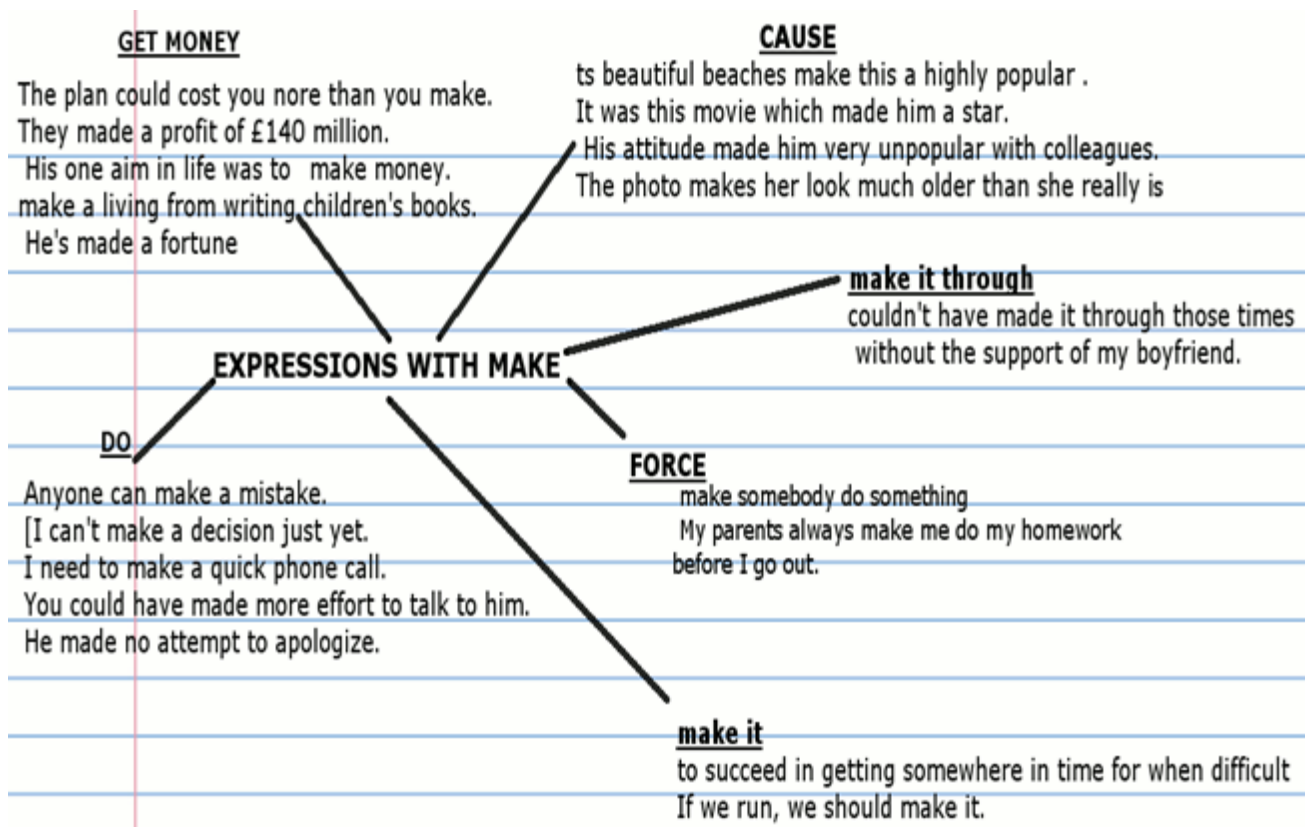 GET MONEY
The plan could cost you nore than you make.
They made a profit of £140 million.
His one aim in life was to make money.
make a living from writing children's books.
He's made a fortune
CAUSE
ts beautiful beaches make this a highly popular .
It was this movie which made him a star.
His attitude made him very unpopular with colleagues.
The photo makes her look much older than she really is
make it through
couldn't have made it through those times
without the support of my boyfriend.
EXPRESSIONS WITH MAKE
DO
Anyone can make a mistake.
[I can't make a decision just yet.
I need to make a quick phone call.
You could have made more effort to talk to him.
He made no attempt to apologize.
FORCE
make somebody do something
My parents always make me do my homework
before I go out.
make it
to succeed in getting somewhere in time for when difficult
If we run, we should make it.